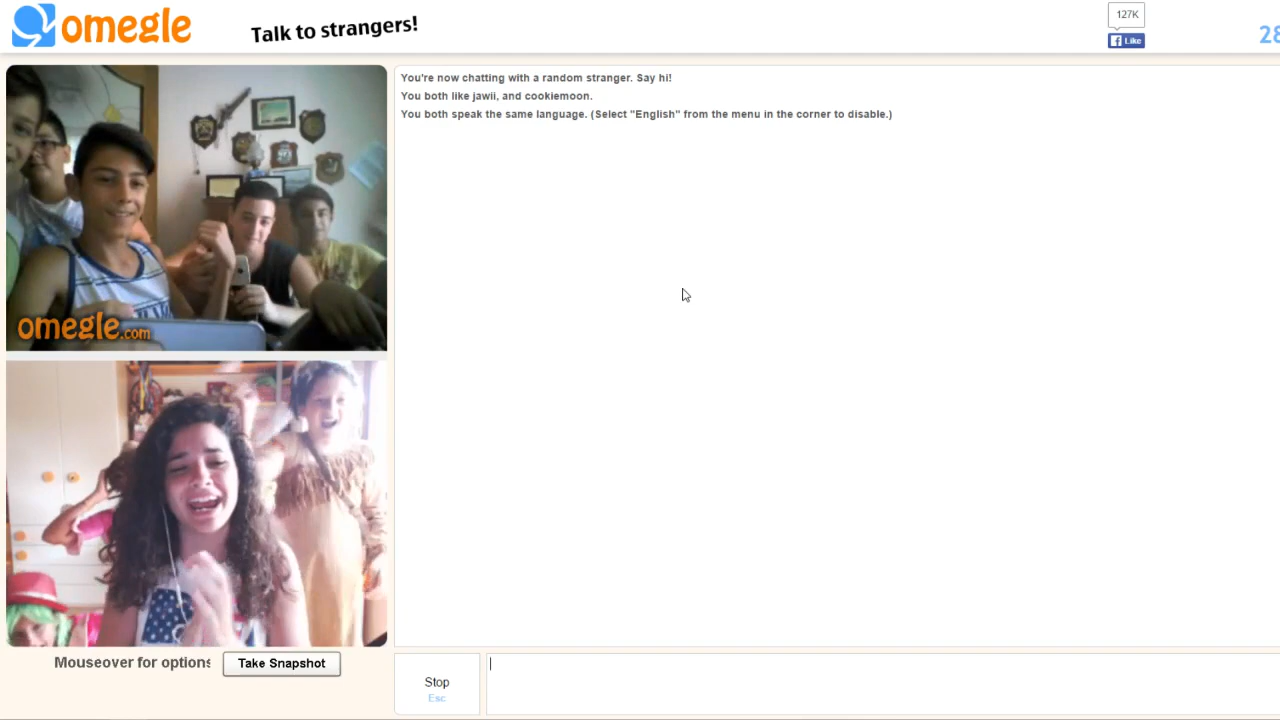 omegle
Talk to strangers!
127K
Like
28
You're now chatting with a random stranger. Say hi!
You both like jawii, and cookiemoon.
You both speak the same language. (Select "English" from the menu in the corner to disable.)
omegle.com
Mouseover for options
Take Snapshot
Stop
Esc